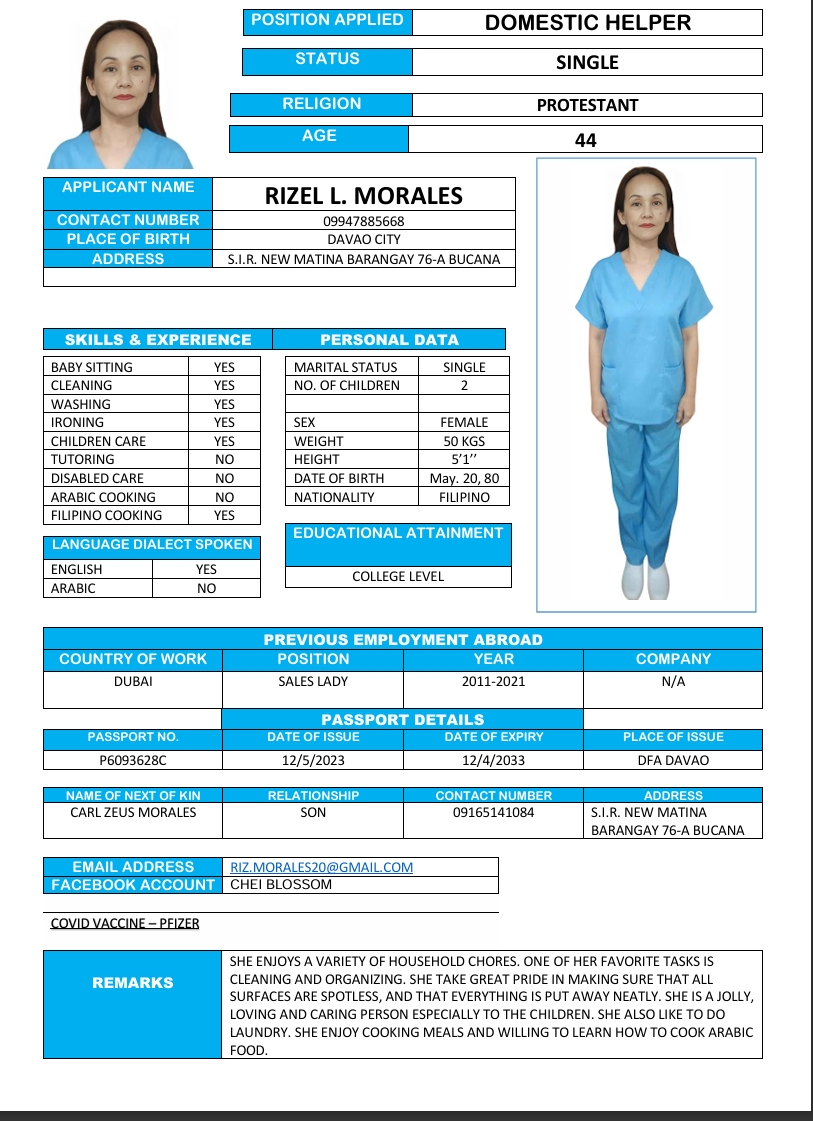 POSITION APPLIED DOMESTIC HELPER
STATUS SINGLE
RELIGION PROTESTANT
AGE 44
APPLICANT NAME RIZEL L. MORALES
CONTACT NUMBER 09947885668
PLACE OF BIRTH DAVAO CITY
ADDRESS S.I.R. NEW MATINA BARANGAY 76-A BUCANA
SKILLS & EXPERIENCE PERSONAL DATA
BABY SITTING YES MARITAL STATUS SINGLE
CLEANING YES NO. OF CHILDREN 2
WASHING YES
IRONING YES SEX FEMALE
CHILDREN CARE YES WEIGHT 50 KGS
TUTORING NO HEIGHT 5’1’’
DISABLED CARE NO DATE OF BIRTH May. 20, 80
ARABIC COOKING NO NATIONALITY FILIPINO
FILIPINO COOKING YES
EDUCATIONAL ATTAINMENT
LANGUAGE DIALECT SPOKEN
ENGLISH YES
COLLEGE LEVEL
ARABIC NO
PREVIOUS EMPLOYMENT ABROAD
COUNTRY OF WORK POSITION YEAR COMPANY
DUBAI SALES LADY 2011-2021 N/A
PASSPORT DETAILS
PASSPORT NO. DATE OF ISSUE DATE OF EXPIRY PLACE OF ISSUE
P6093628C 12/5/2023 12/4/2033 DFA DAVAO
NAME OF NEXT OF KIN RELATIONSHIP CONTACT NUMBER ADDRESS
CARL ZEUS MORALES SON 09165141084 S.I.R. NEW MATINA
BARANGAY 76-A BUCANA
EMAIL ADDRESS RIZ.MORALES20@GMAIL.COM
FACEBOOK ACCOUNT CHEI BLOSSOM
COVID VACCINE – PFIZER
REMARKS
SHE ENJOYS A VARIETY OF HOUSEHOLD CHORES. ONE OF HER FAVORITE TASKS IS
CLEANING AND ORGANIZING. SHE TAKE GREAT PRIDE IN MAKING SURE THAT ALL
SURFACES ARE SPOTLESS, AND THAT EVERYTHING IS PUT AWAY NEATLY. SHE IS A JOLLY,
LOVING AND CARING PERSON ESPECIALLY TO THE CHILDREN. SHE ALSO LIKE TO DO
LAUNDRY. SHE ENJOY COOKING MEALS AND WILLING TO LEARN HOW TO COOK ARABIC
FOOD.